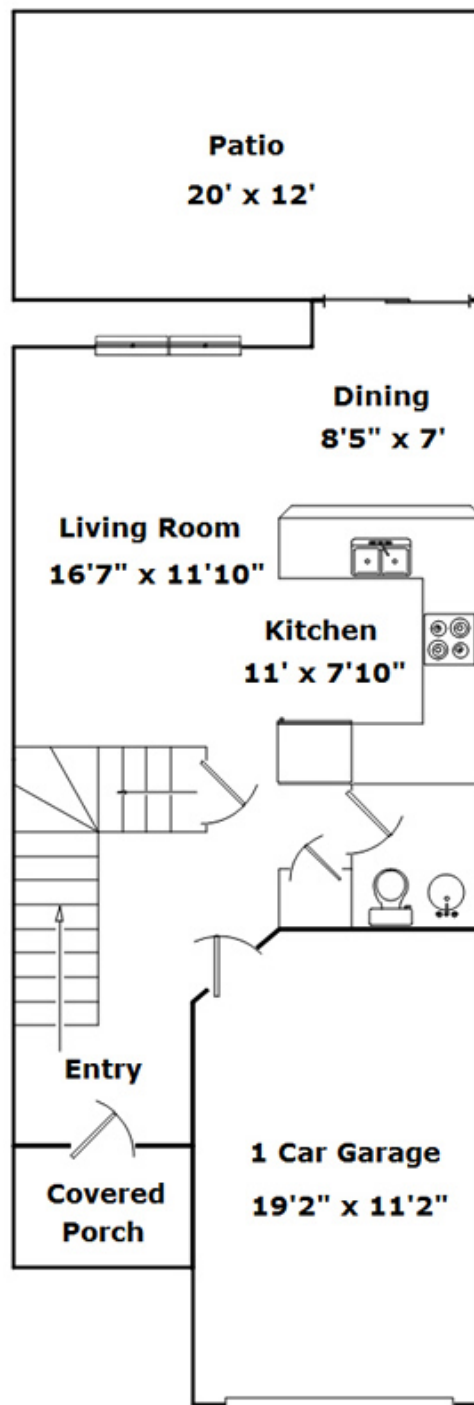 Patio
20' x 12'
Dining
8'5" x 7'
Living Room
16'7" x 11'10"
Kitchen
11' x 7'10"
Entry
Covered
Porch
1 Car Garage
19'2" x 11'2"